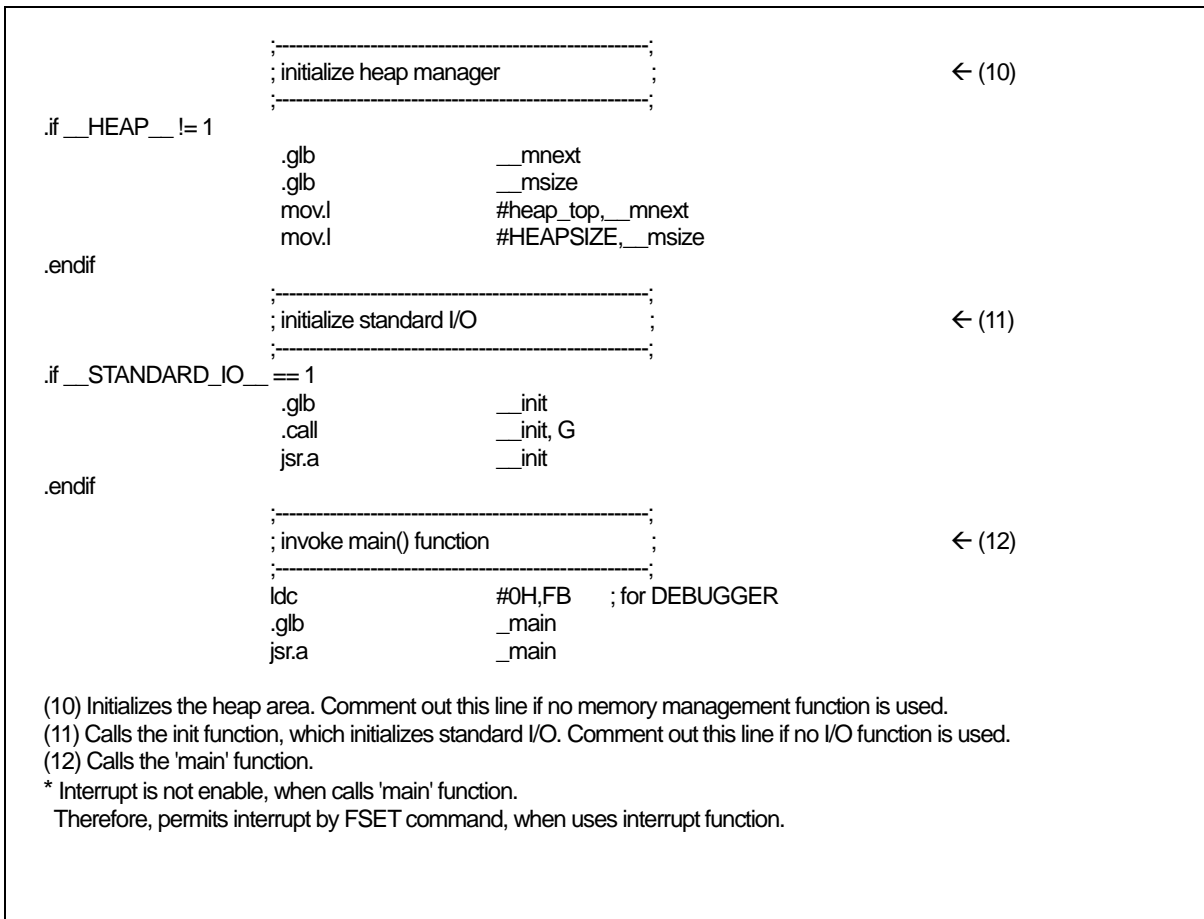 ;------------------------------------------------------;
; initialize heap manager ; ← (10)
;------------------------------------------------------;
.if __HEAP__ != 1
.glb __mnext
.glb __msize
mov.l #heap_top,__mnext
mov.l #HEAPSIZE,__msize
.endif
;------------------------------------------------------;
; initialize standard I/O ; ← (11)
;------------------------------------------------------;
.if __STANDARD_IO__ == 1
.glb __init
.call __init, G
jsr.a __init
.endif
;------------------------------------------------------;
; invoke main() function ; ← (12)
;------------------------------------------------------;
ldc #0H,FB ; for DEBUGGER
.glb _main
jsr.a _main
(10) Initializes the heap area. Comment out this line if no memory management function is used.
(11) Calls the init function, which initializes standard I/O. Comment out this line if no I/O function is used.
(12) Calls the 'main' function.
* Interrupt is not enable, when calls 'main' function.
Therefore, permits interrupt by FSET command, when uses interrupt function.